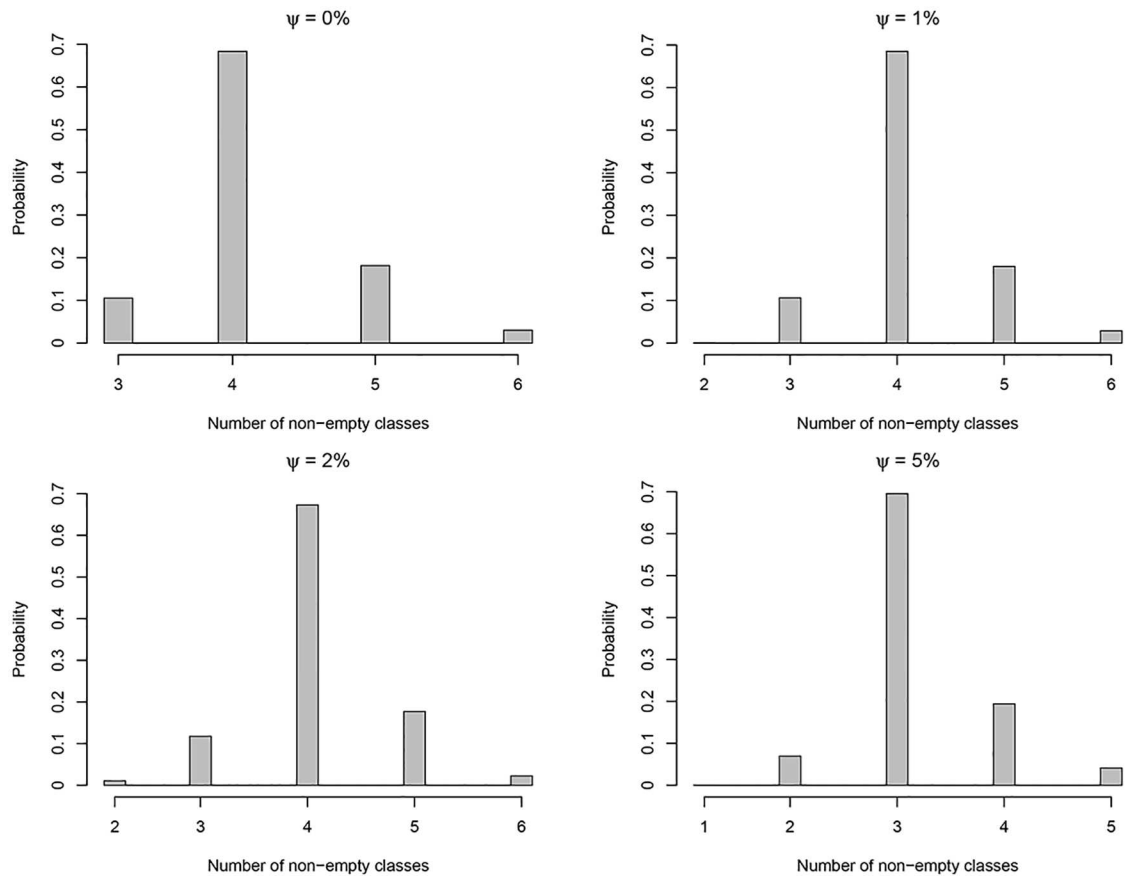 ψ = 0%
Probability
0.7
0.6
0.5
0.4
0.3
0.2
0.1
0
3 4 5 6
Number of non−empty classes
ψ = 1%
Probability
0.7
0.6
0.5
0.4
0.3
0.2
0.1
0
2 3 4 5 6
Number of non−empty classes
ψ = 2%
Probability
0.7
0.6
0.5
0.4
0.3
0.2
0.1
0
2 3 4 5 6
Number of non−empty classes
ψ = 5%
Probability
0.7
0.6
0.5
0.4
0.3
0.2
0.1
0
1 2 3 4 5
Number of non−empty classes